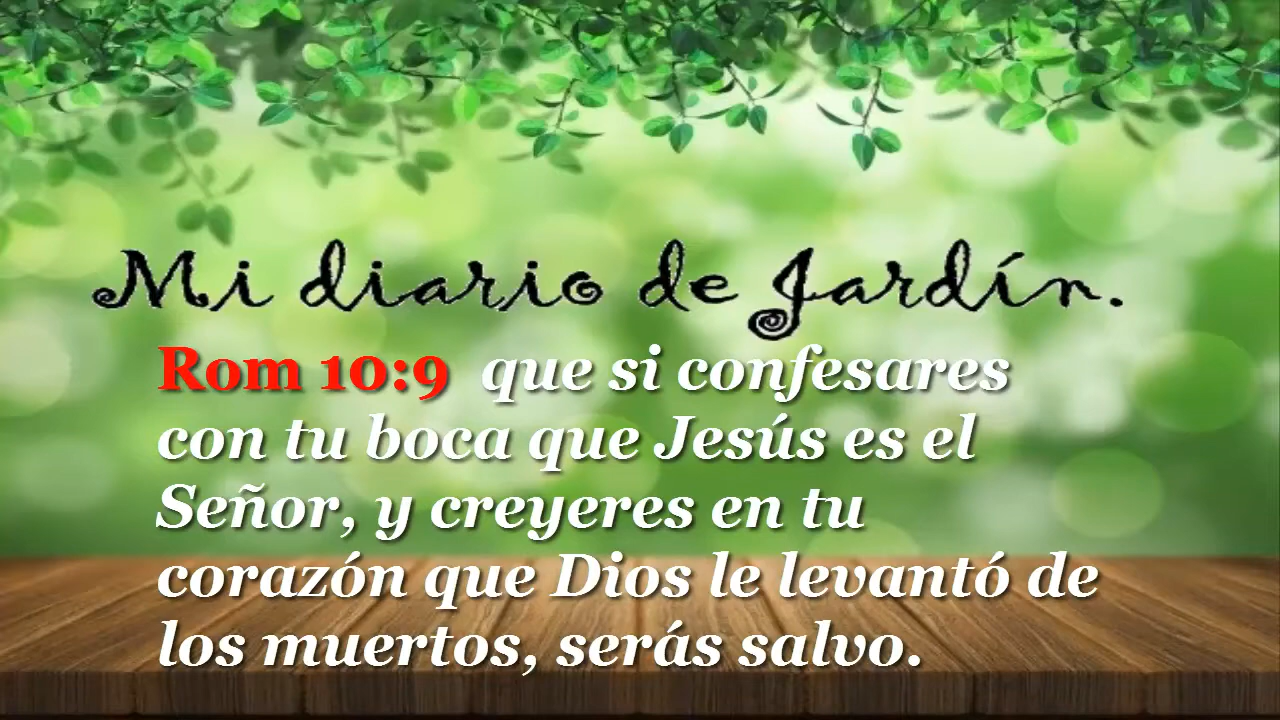 Mi diario de Jardín.
Rom 10:9 que si confesares
con tu boca que Jesús es el
Señor, y creyeres en tu
corazón que Dios le levantó de
los muertos, serás salvo.